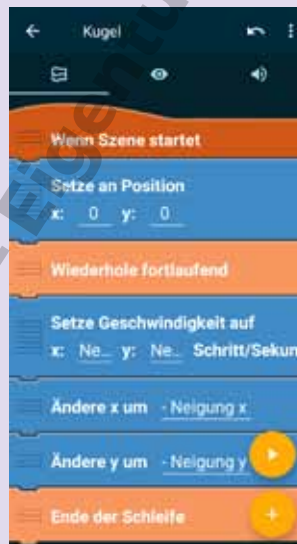 Kugel
Wenn Szene startet
Setze an Position
x: 0 y: 0
Wiederhole fortlaufend
Setze Geschwindigkeit auf
x: Ne... y: Ne... Schritt/Sekun
Ändere x um - Neigung x
Ändere y um - Neigung y
Ende der Schleife
Eigentu